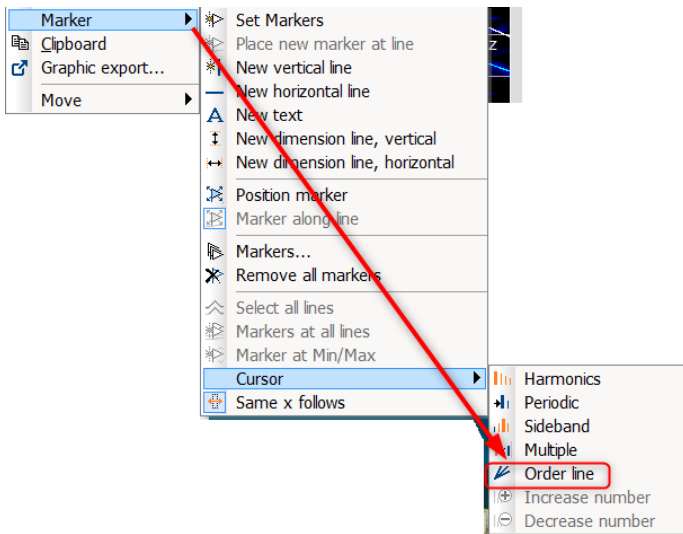 Marker
Clipboard
Graphic export...
Move
Set Markers
Place new marker at line
New vertical line
New horizontal line
New text
New dimension line, vertical
New dimension line, horizontal
Position marker
Marker along line
Markers...
Remove all markers
Select all lines
Markers at all lines
Marker at Min/Max
Cursor
Same x follows
z
Harmonics
Periodic
Sideband
Multiple
Order line
Increase number
Decrease number